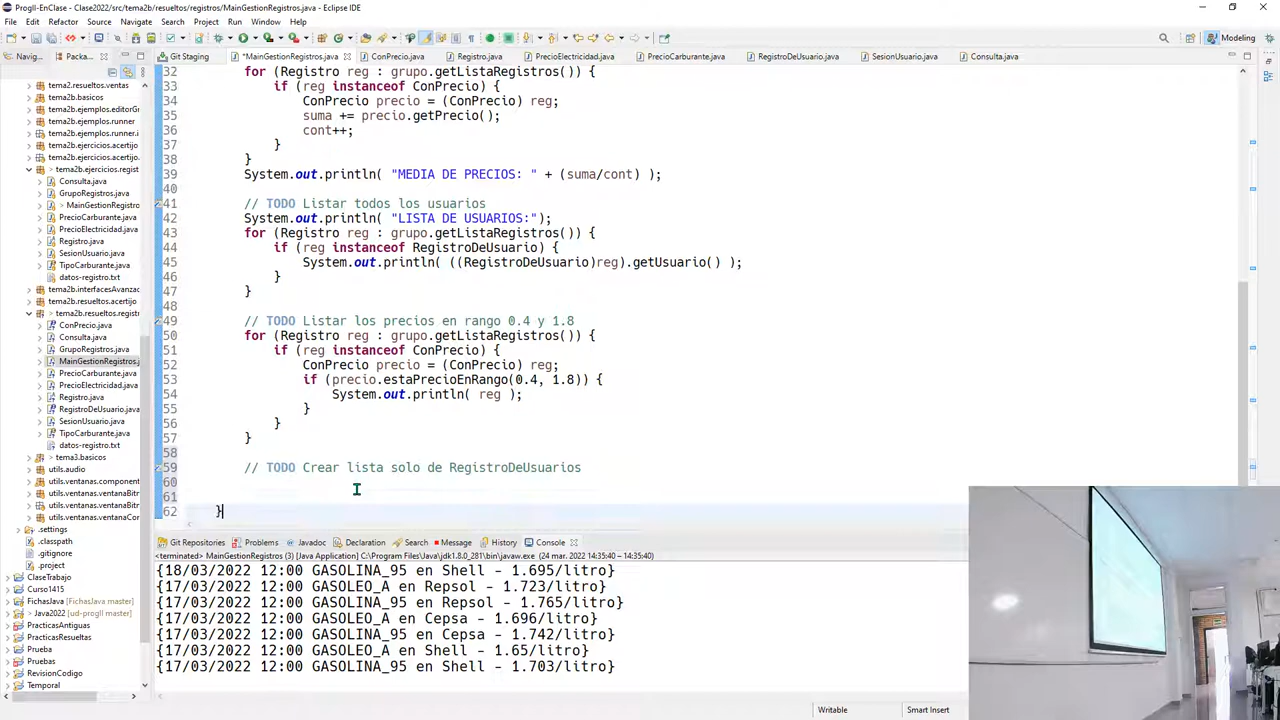 ProgII-EnClase - Clase2022/src/tema2b/resueltos/registros/MainGestionRegistros.java - Eclipse IDE
File Edit Refactor Source Navigate Search Project Run Window Help
Modeling
Navig... Packa...
Git Staging *MainGestionRegistros.java ConPrecio.java Registro.java PrecioElectricidad.java PrecioCarburante.java RegistroDeUsuario.java SesionUsuario.java Consulta.java
tema2.resueltos.ventas
tema2b.basicos
tema2b.ejemplos.editorGr
tema2b.ejemplos.runner
tema2b.ejemplos.runner.i
tema2b.ejercicios.acertijo
> tema2b.ejercicios.regist
Consulta.java
GrupoRegistros.java
> MainGestionRegistro
PrecioCarburante.java
PrecioElectricidad.java
Registro.java
SesionUsuario.java
TipoCarburante.java
datos-registro.txt
tema2b.interfacesAvanzac
tema2b.resueltos.acertijo
> tema2b.resueltos.regist
ConPrecio.java
Consulta.java
GrupoRegistros.java
MainGestionRegistros.j
PrecioCarburante.java
PrecioElectricidad.java
Registro.java
RegistroDeUsuario.java
SesionUsuario.java
TipoCarburante.java
datos-registro.txt
> tema3.basicos
utils.audio
utils.ventanas.component
utils.ventanas.ventanaBitr
utils.ventanas.ventanaBitr
utils.ventanas.ventanaCor
> .settings
.classpath
.gitignore
.project
ClaseTrabajo
Curso1415
FichasJava [FichasJava master]
> Java2022 [ud-progII master]
PracticasAntiguas
PracticasResueltas
Prueba
Pruebas
RevisionCodigo
Temporal
32 for (Registro reg : grupo.getListaRegistros()) {
33 if (reg instanceof ConPrecio) {
34 ConPrecio precio = (ConPrecio) reg;
35 suma += precio.getPrecio();
36 cont++;
37 }
38 }
39 System.out.println( "MEDIA DE PRECIOS: " + (suma/cont) );
40
41 // TODO Listar todos los usuarios
42 System.out.println( "LISTA DE USUARIOS:");
43 for (Registro reg : grupo.getListaRegistros()) {
44 if (reg instanceof RegistroDeUsuario) {
45 System.out.println( ((RegistroDeUsuario)reg).getUsuario() );
46 }
47 }
48
49 // TODO Listar los precios en rango 0.4 y 1.8
50 for (Registro reg : grupo.getListaRegistros()) {
51 if (reg instanceof ConPrecio) {
52 ConPrecio precio = (ConPrecio) reg;
53 if (precio.estaPrecioEnRango(0.4, 1.8)) {
54 System.out.println( reg );
55 }
56 }
57 }
58
59 // TODO Crear lista solo de RegistroDeUsuarios
60
61
62 }
Git Repositories Problems Javadoc Declaration Search Message History Console
<terminated> MainGestionRegistros (3) [Java Application] C:\Program Files\Java\jdk1.8.0_281\bin\javaw.exe (24 mar. 2022 14:35:40 – 14:35:40)
{18/03/2022 12:00 GASOLINA_95 en Shell - 1.695/litro}
{17/03/2022 12:00 GASOLEO_A en Repsol - 1.723/litro}
{17/03/2022 12:00 GASOLINA_95 en Repsol - 1.765/litro}
{17/03/2022 12:00 GASOLEO_A en Cepsa - 1.696/litro}
{17/03/2022 12:00 GASOLINA_95 en Cepsa - 1.742/litro}
{17/03/2022 12:00 GASOLEO_A en Shell - 1.65/litro}
{17/03/2022 12:00 GASOLINA_95 en Shell - 1.703/litro}
Writable Smart Insert